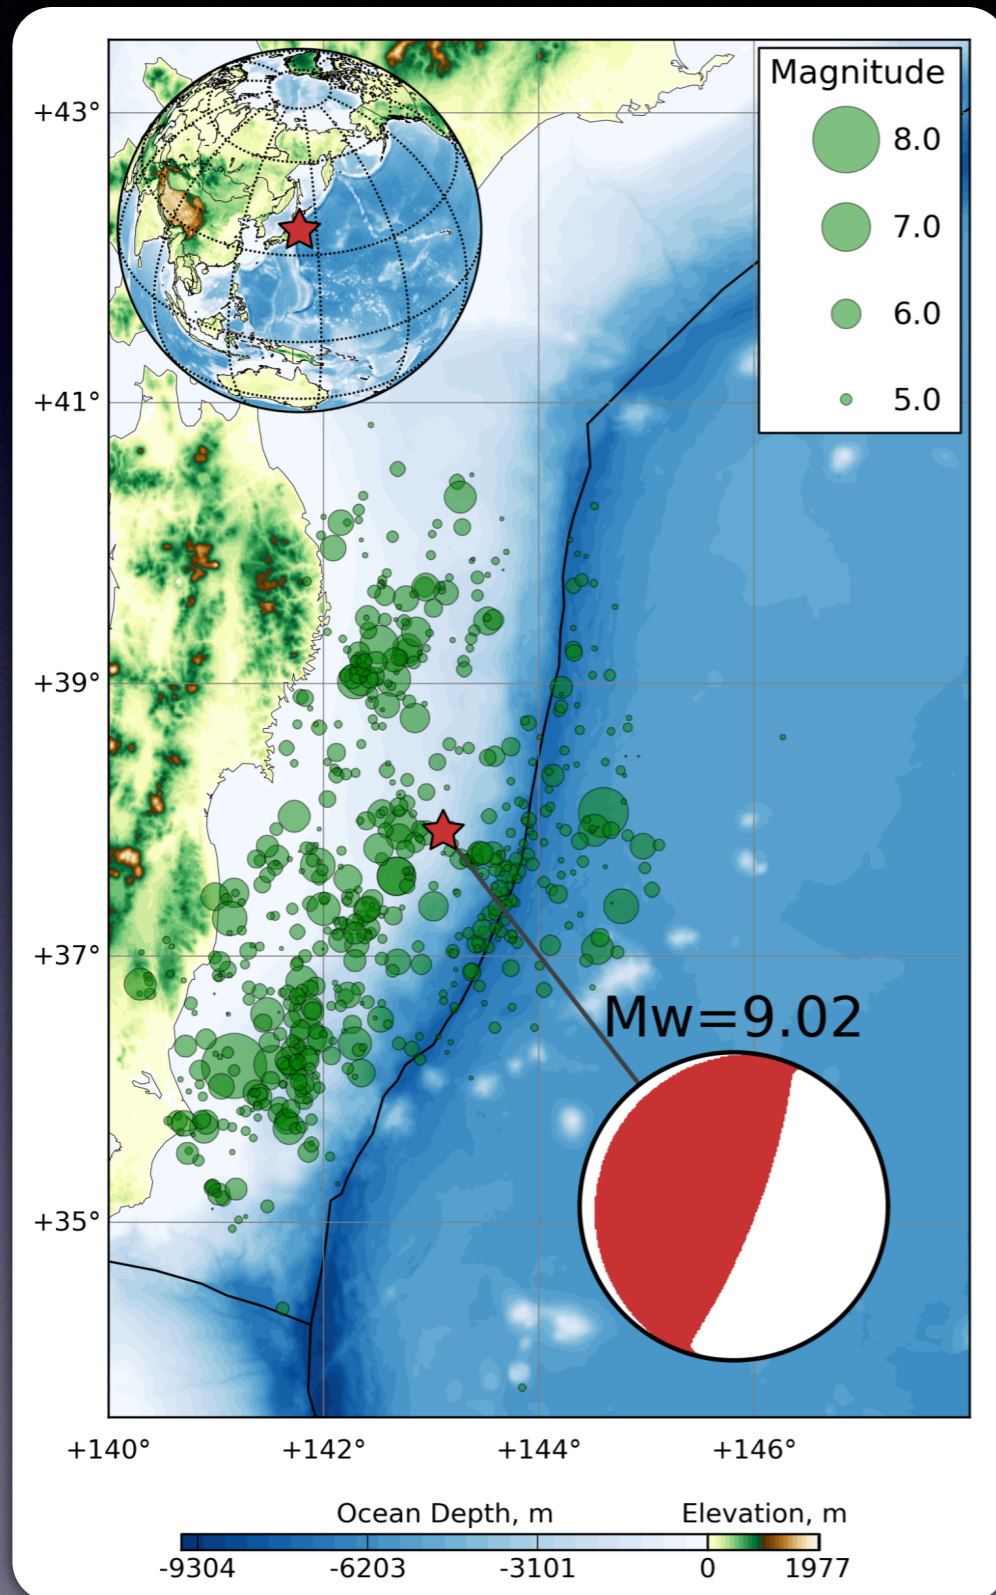 Magnitude
8.0
7.0
6.0
5.0
+43°
+41°
+39°
+37°
+35°
Mw=9.02
+140° +142° +144° +146°
Ocean Depth, m Elevation, m
-9304 -6203 -3101 0 1977